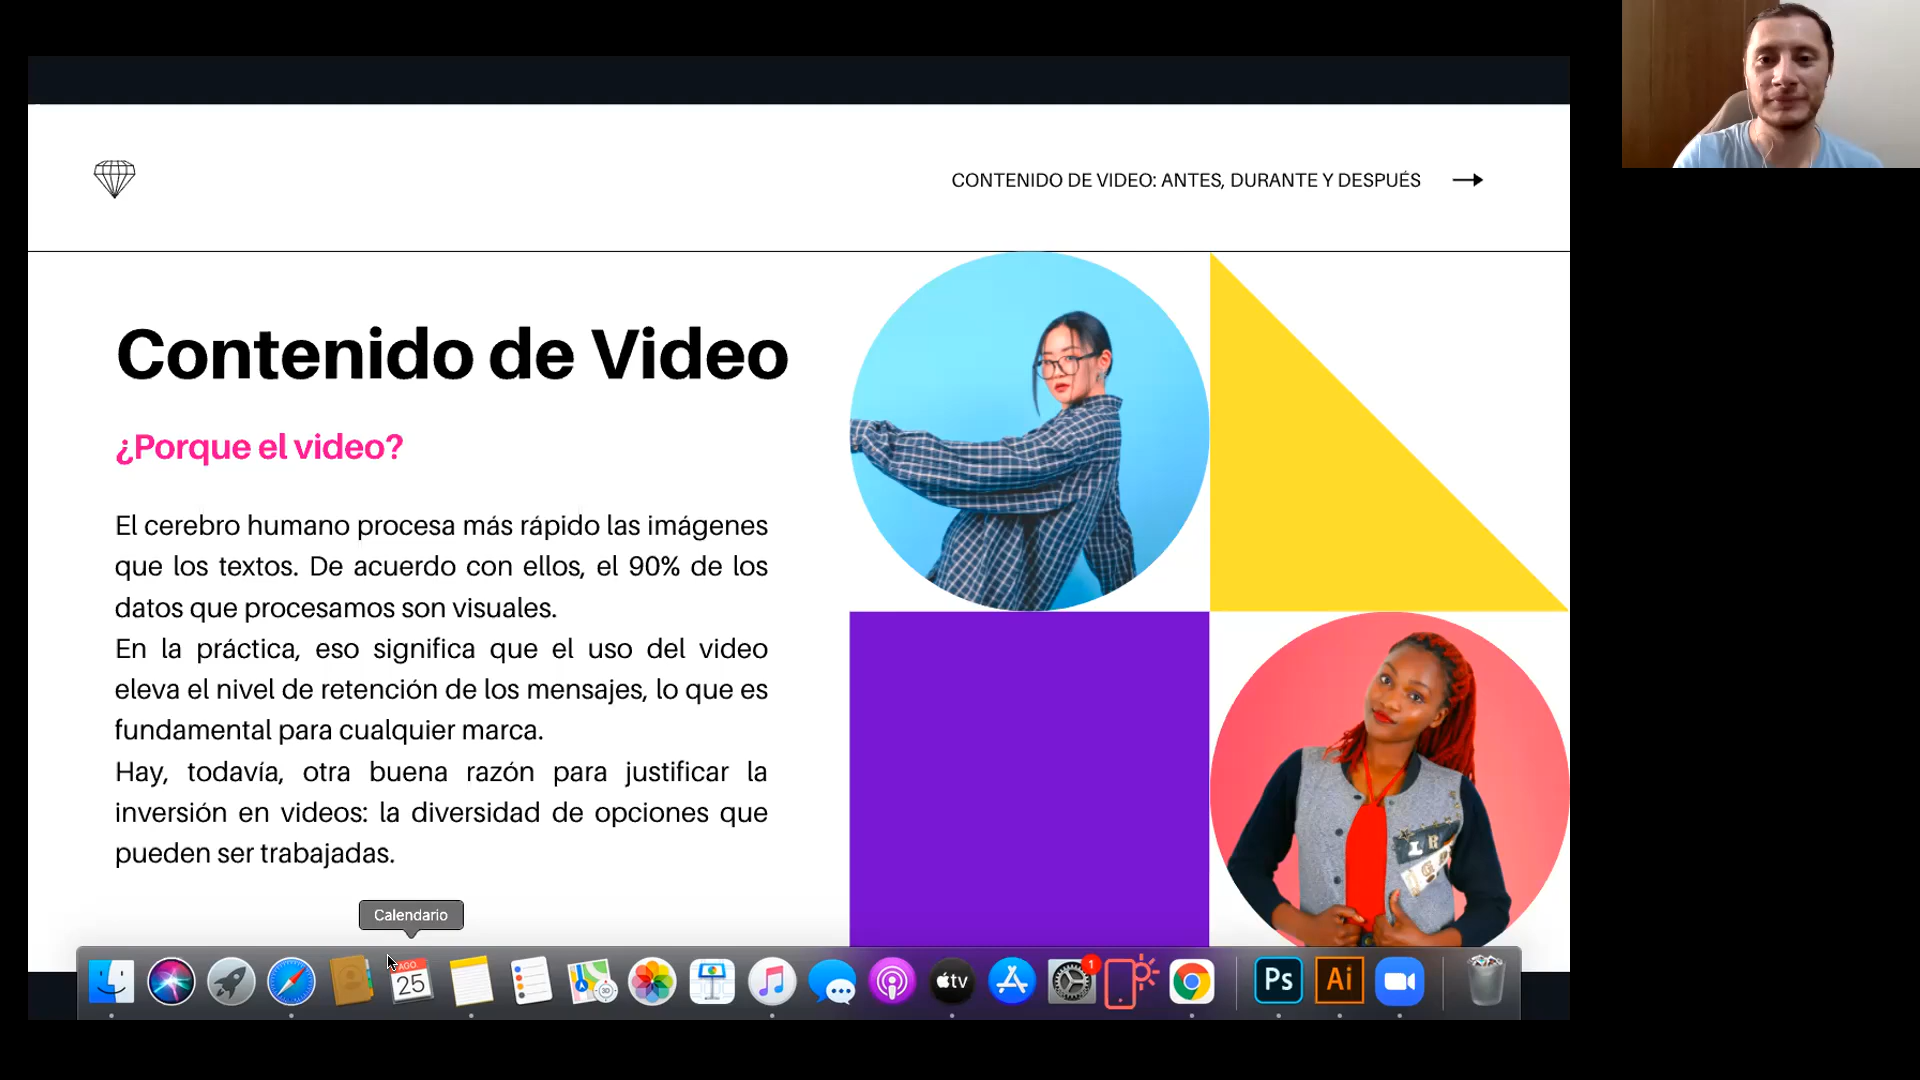 CONTENIDO DE VIDEO: ANTES, DURANTE Y DESPUÉS
Contenido de Video
¿Porque el video?
El cerebro humano procesa más rápido las imágenes
que los textos. De acuerdo con ellos, el 90% de los
datos que procesamos son visuales.
En la práctica, eso significa que el uso del video
eleva el nivel de retención de los mensajes, lo que es
fundamental para cualquier marca.
Hay, todavía, otra buena razón para justificar la
inversión en videos: la diversidad de opciones que
pueden ser trabajadas.
Calendario
AGO
25
tv
1
Ps
Ai